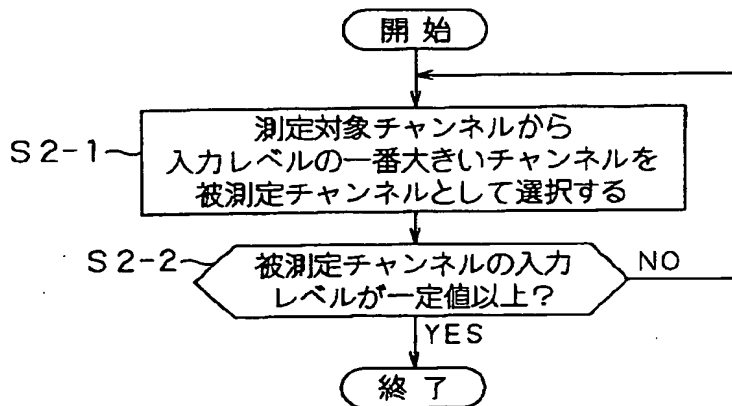 開始
S2-1
測定対象チャンネルから
入力レベルの一番大きいチャンネルを
被測定チャンネルとして選択する
S2-2
被測定チャンネルの入力
レベルが一定値以上?
NO
YES
終了